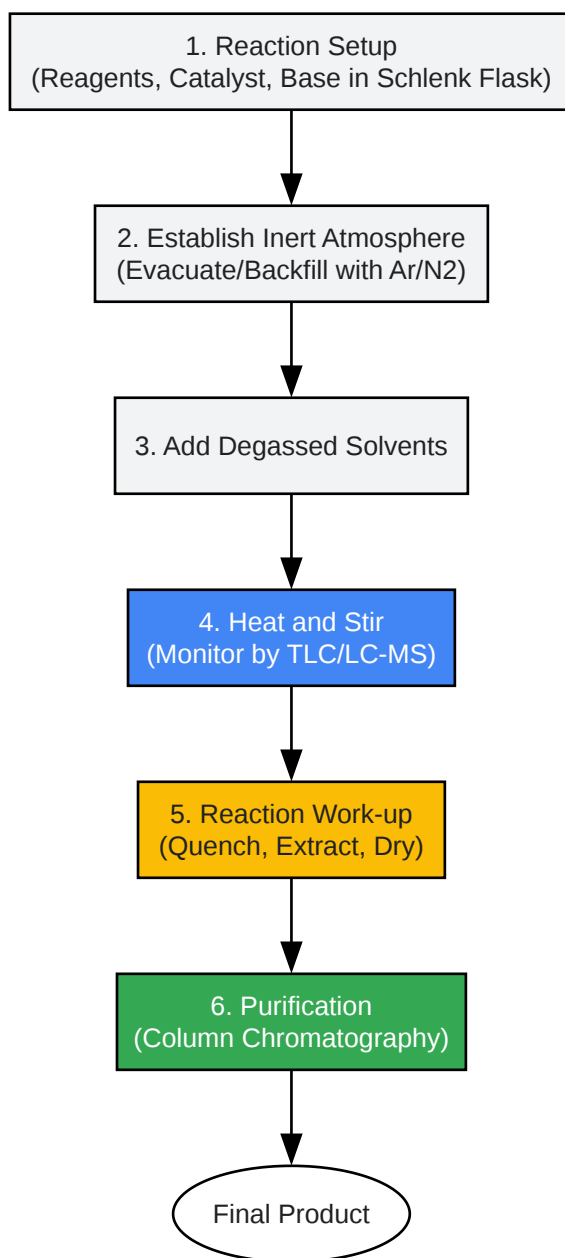 1. Reaction Setup
(Reagents, Catalyst, Base in Schlenk Flask)
2. Establish Inert Atmosphere
(Evacuate/Backfill with Ar/N2)
3. Add Degassed Solvents
4. Heat and Stir
(Monitor by TLC/LC-MS)
5. Reaction Work-up
(Quench, Extract, Dry)
6. Purification
(Column Chromatography)
Final Product